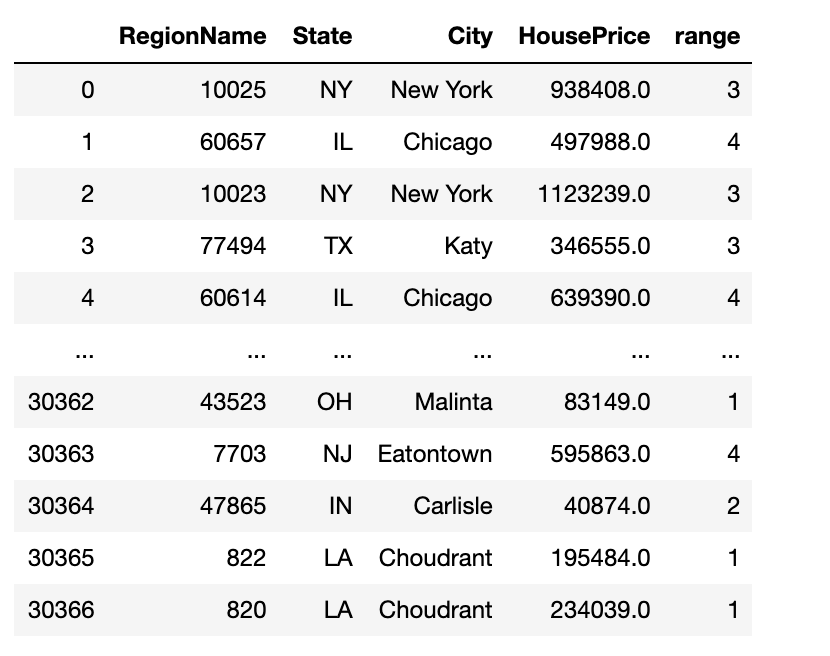 RegionName State City HousePrice range
0 10025 NY New York 938408.0 3
1 60657 IL Chicago 497988.0 4
2 10023 NY New York 1123239.0 3
3 77494 TX Katy 346555.0 3
4 60614 IL Chicago 639390.0 4
... ... ... ... ... ...
30362 43523 OH Malinta 83149.0 1
30363 7703 NJ Eatontown 595863.0 4
30364 47865 IN Carlisle 40874.0 2
30365 822 LA Choudrant 195484.0 1
30366 820 LA Choudrant 234039.0 1